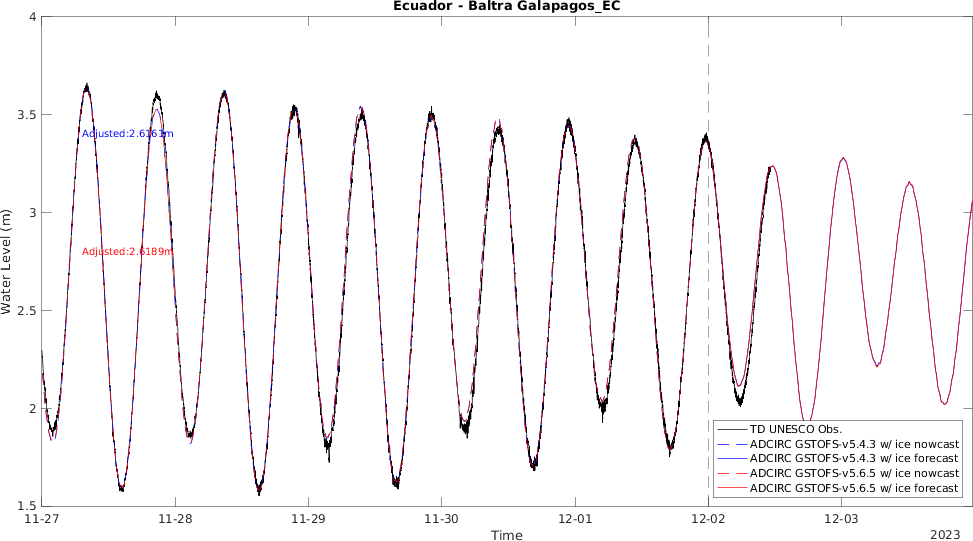 Ecuador - Baltra Galapagos_EC
4
3.5
3
2.5
2
1.5
Water Level (m)
Adjusted:2.6161m
Adjusted:2.6189m
TD UNESCO Obs.
ADCIRC GSTOFS-v5.4.3 w/ ice nowcast
ADCIRC GSTOFS-v5.4.3 w/ ice forecast
ADCIRC GSTOFS-v5.6.5 w/ ice nowcast
ADCIRC GSTOFS-v5.6.5 w/ ice forecast
11-27 11-28 11-29 11-30 12-01 12-02 12-03
Time
2023